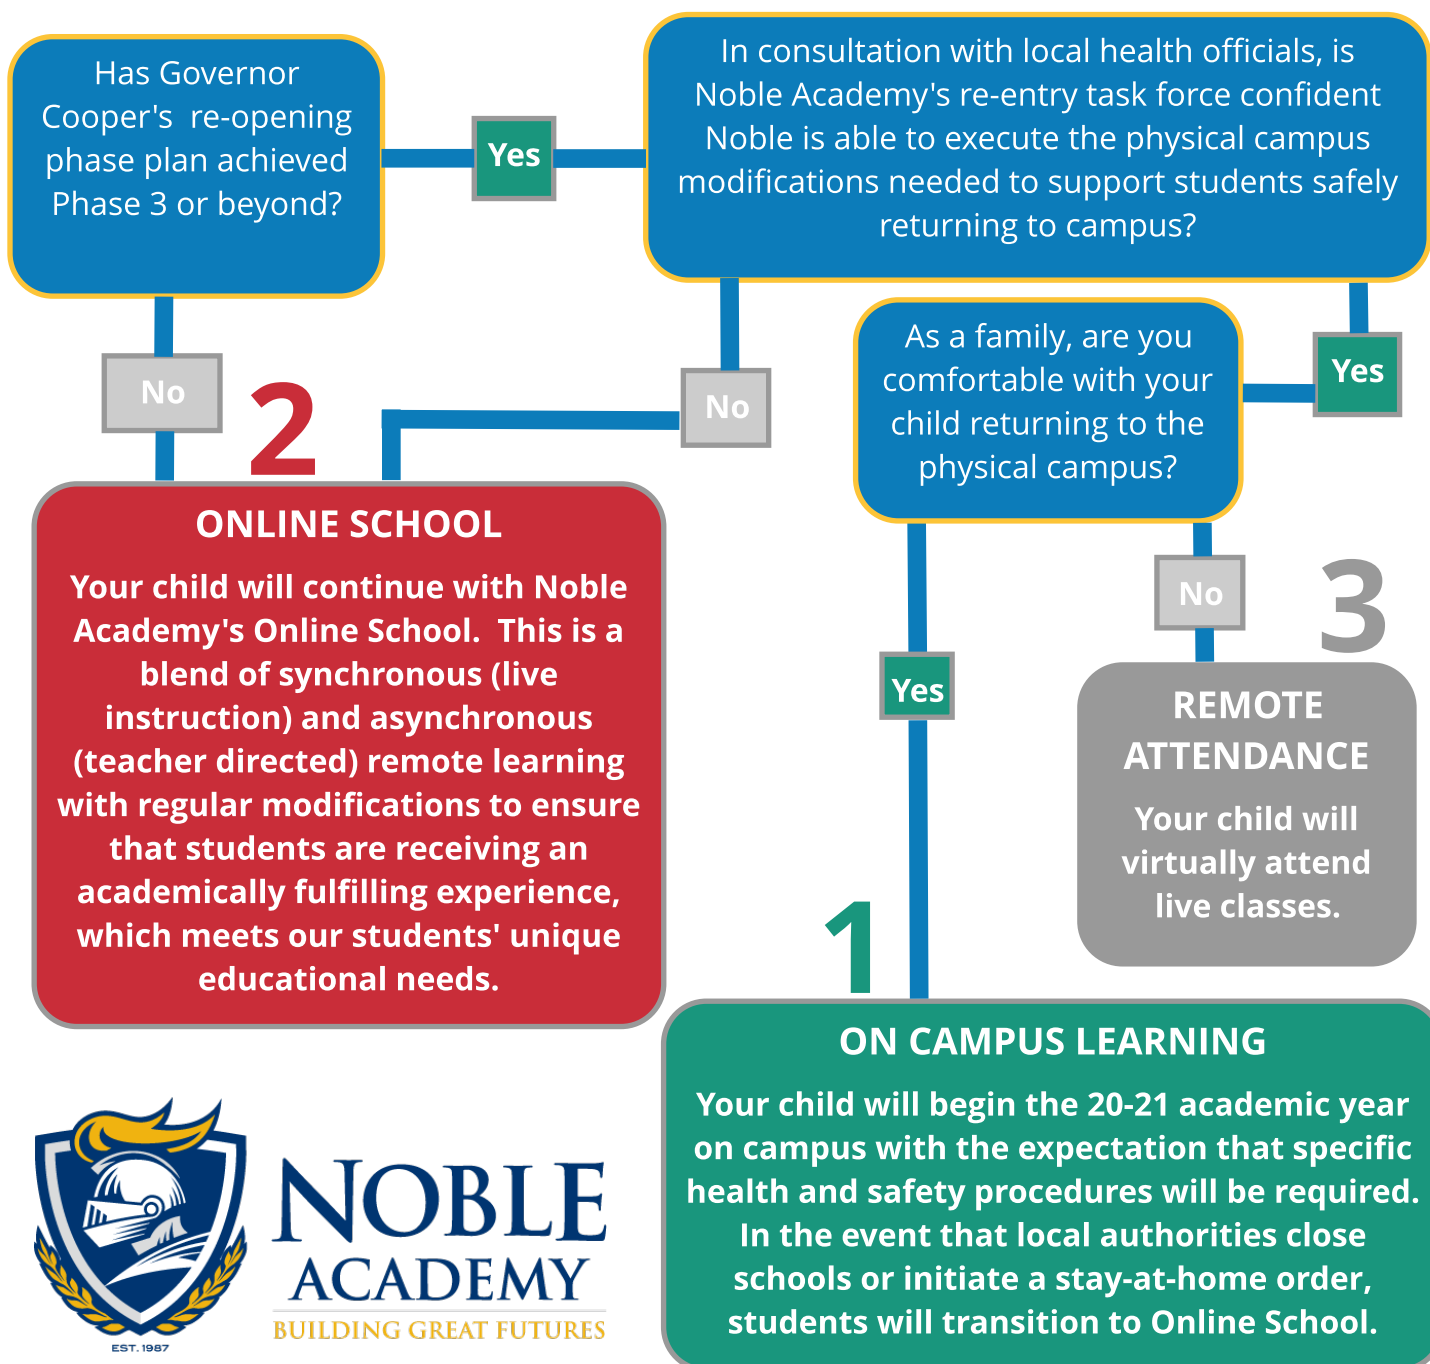 Has Governor
Cooper's  re-opening
phase plan achieved
Phase 3 or beyond?
Yes
In consultation with local health officials, is
Noble Academy's re-entry task force confident
Noble is able to execute the physical campus
modifications needed to support students safely
returning to campus?
No
No
Yes
As a family, are you
comfortable with your
child returning to the
physical campus?
2
ONLINE SCHOOL
Your child will continue with Noble
Academy's Online School.  This is a
blend of synchronous (live
instruction) and asynchronous
(teacher directed) remote learning
with regular modifications to ensure
that students are receiving an
academically fulfilling experience,
which meets our students' unique
educational needs.
Yes
No
3
REMOTE
ATTENDANCE
Your child will
virtually attend
live classes.
1
ON CAMPUS LEARNING
Your child will begin the 20-21 academic year
on campus with the expectation that specific
health and safety procedures will be required.
In the event that local authorities close
schools or initiate a stay-at-home order,
students will transition to Online School.
NOBLE
ACADEMY
BUILDING GREAT FUTURES
EST. 1987